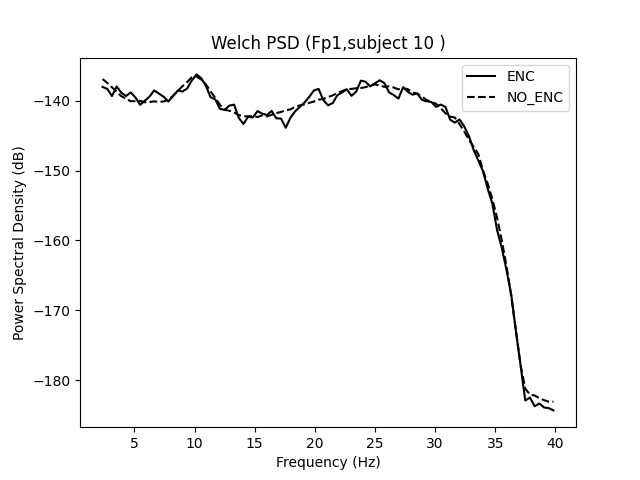 Welch PSD (Fp1,subject 10 )
ENC
NO_ENC
Power Spectral Density (dB)
−140
−150
−160
−170
−180
5 10 15 20 25 30 35 40
Frequency (Hz)